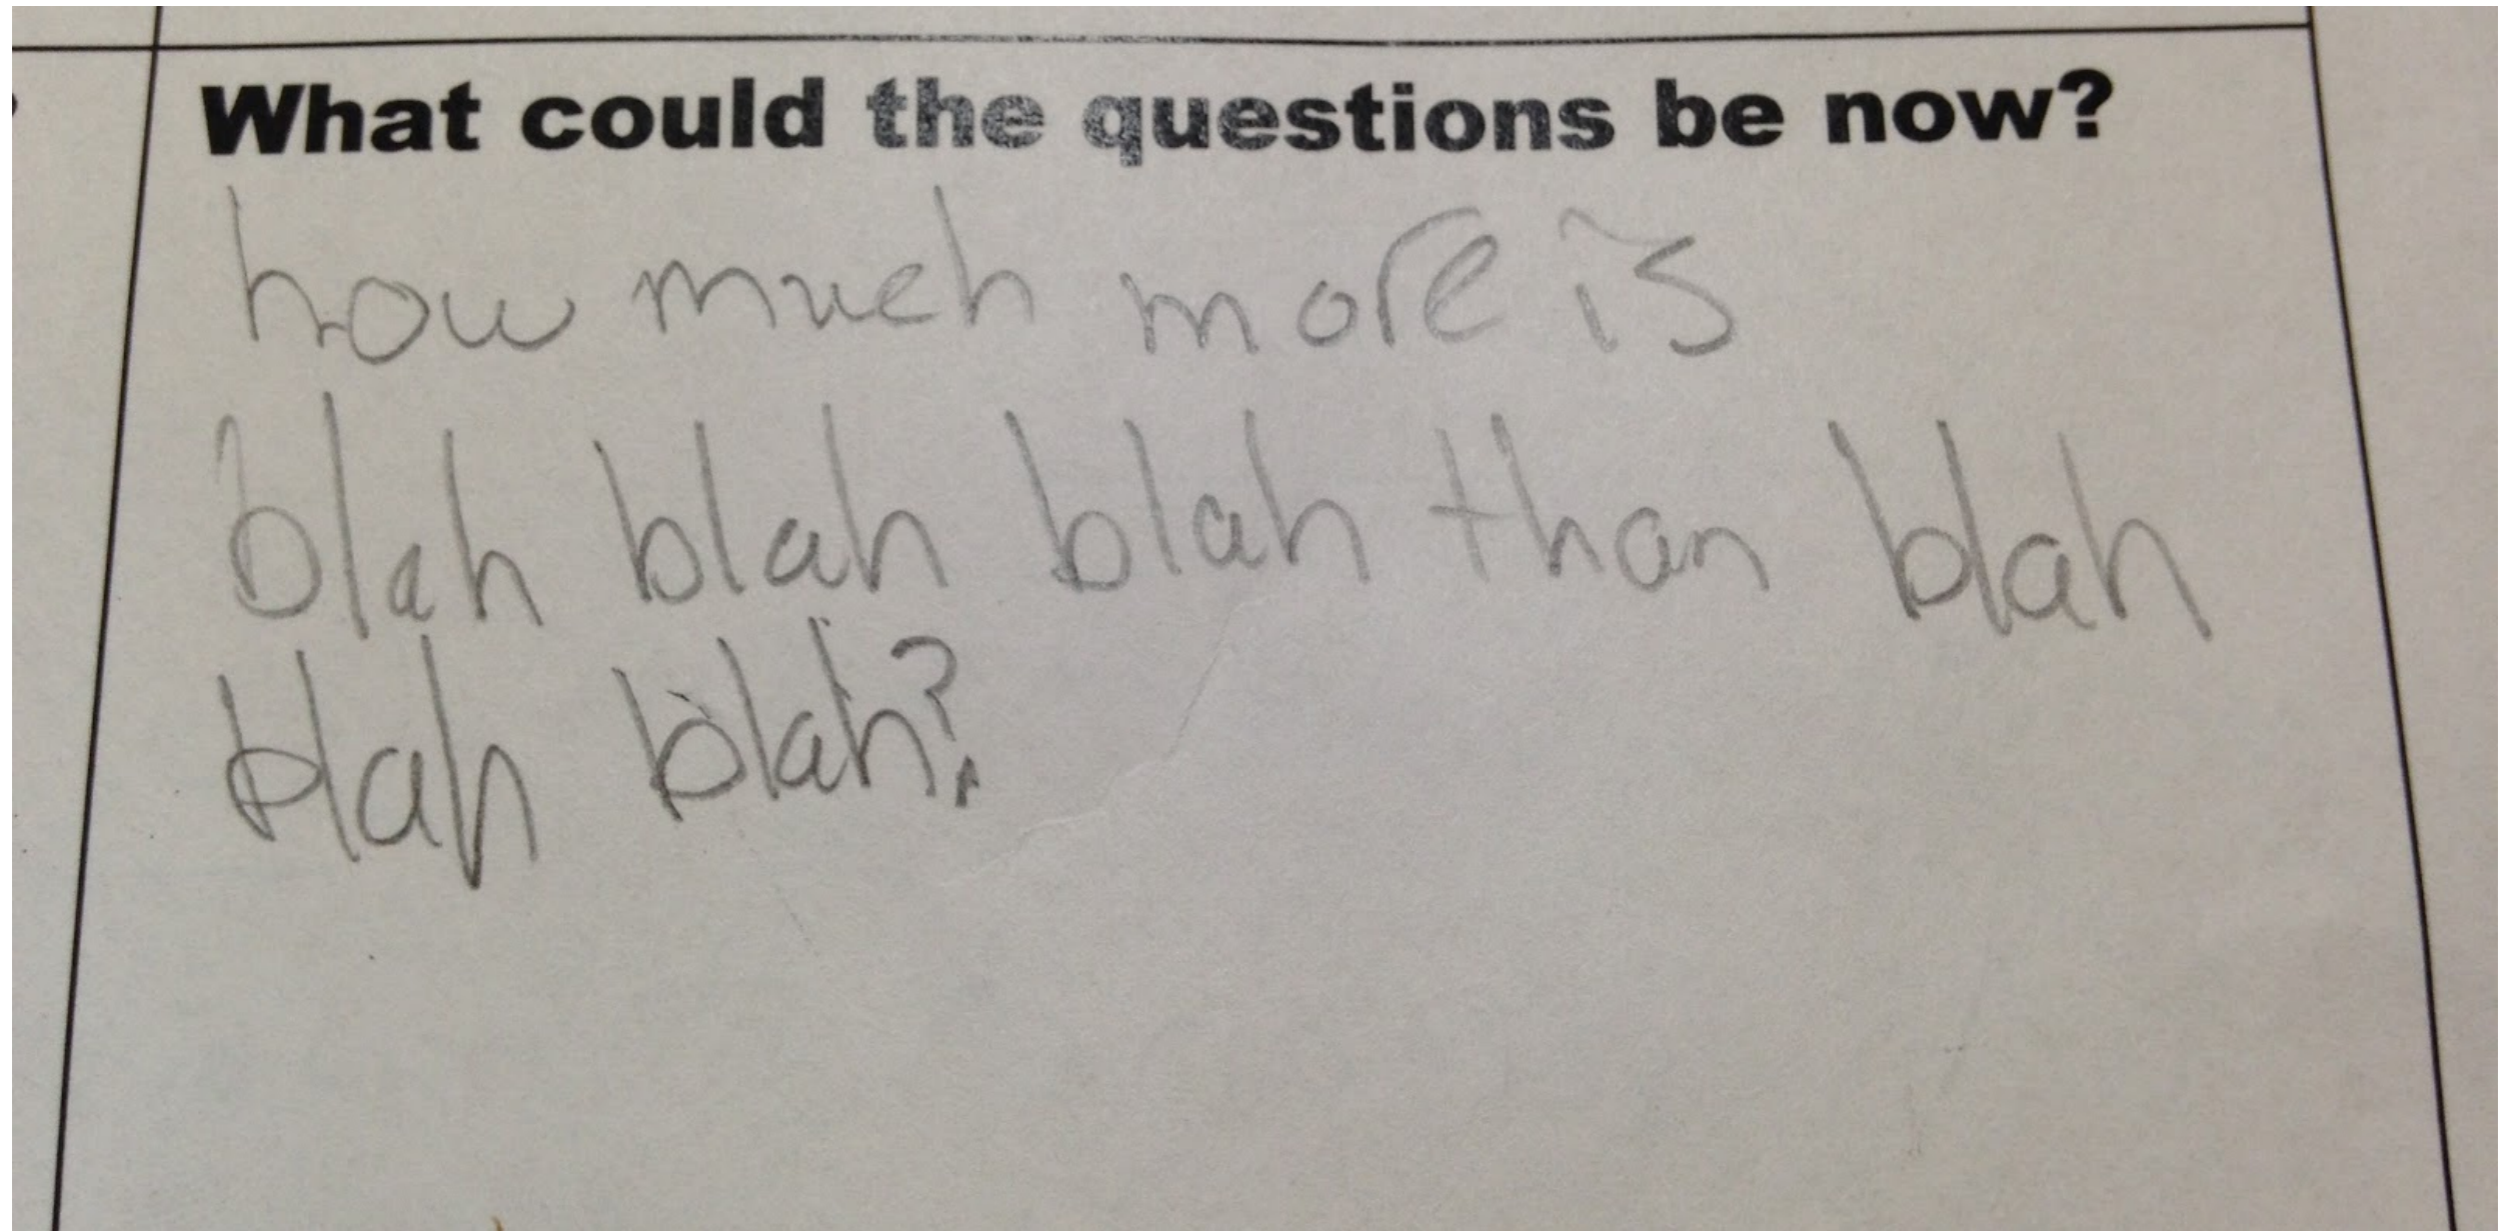 What could the questions be now?
how much more is
blah blah blah than blah
blah blah?